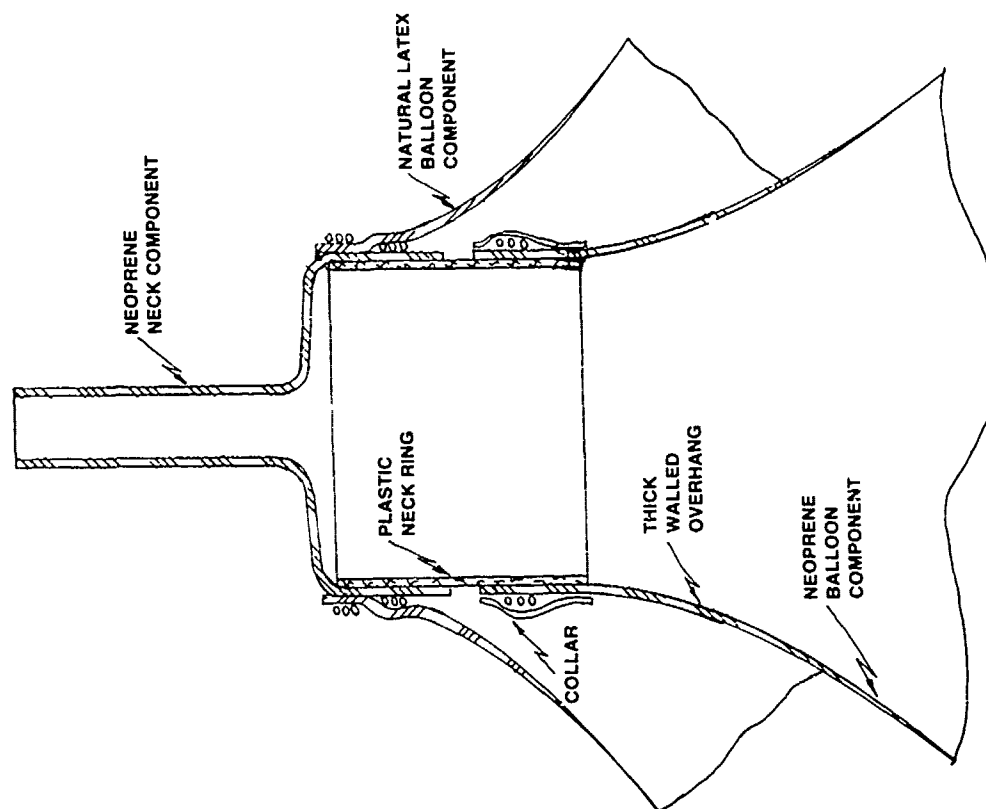 NEOPRENE
NECK COMPONENT
NATURAL LATEX
BALLOON
COMPONENT
PLASTIC
NECK RING
COLLAR
THICK
WALLED
OVERHANG
NEOPRENE
BALLOON
COMPONENT